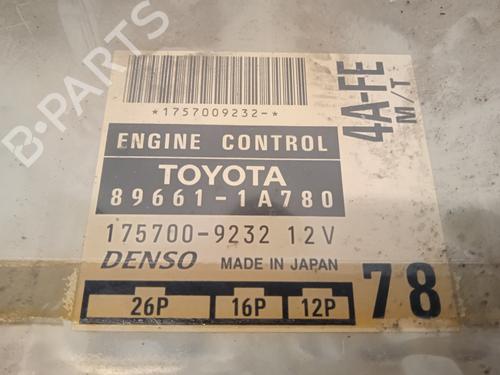 *1757009232-*
4A-FE
M/T
ENGINE CONTROL
TOYOTA
89661-1A780
175700-9232 12V
DENSO MADE IN JAPAN
78
26P 16P 12P
B-PARTS